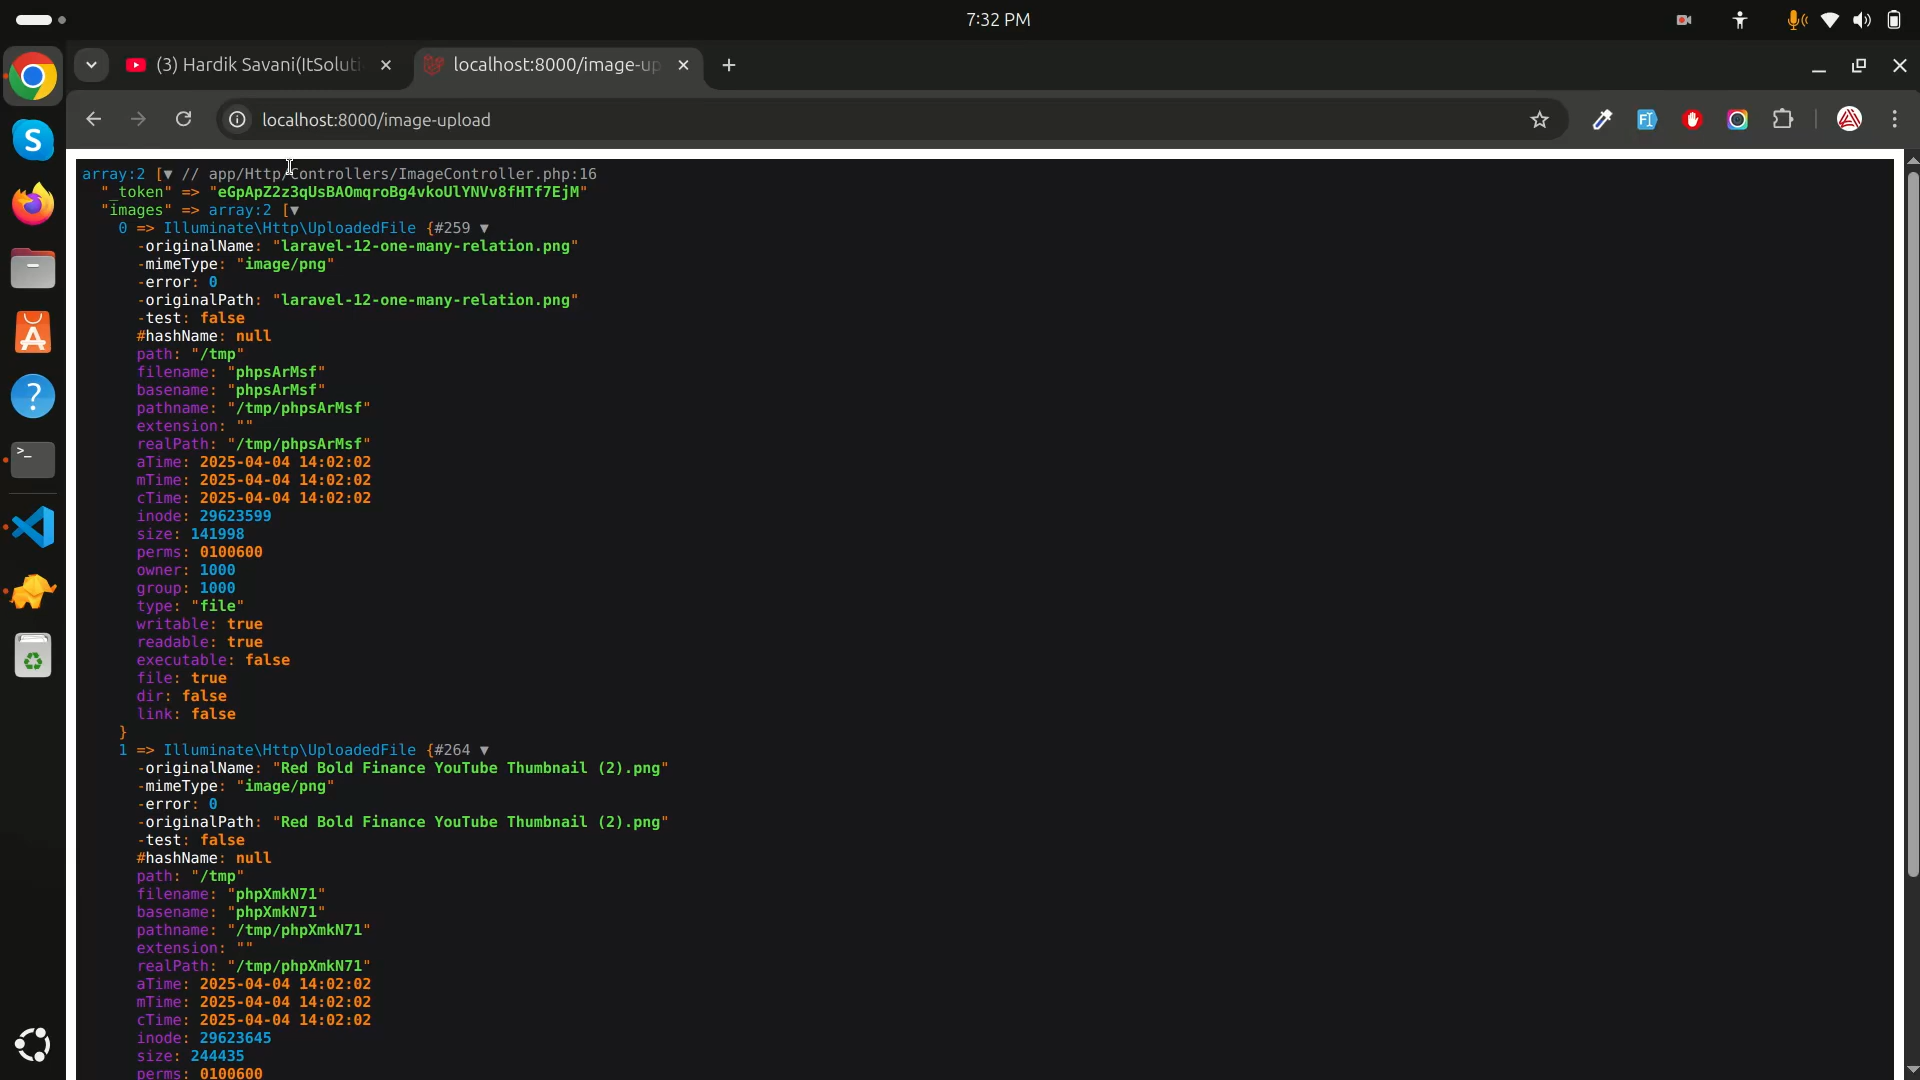 7:32 PM
(3) Hardik Savani(ItSoluti
localhost:8000/image-up
localhost:8000/image-upload
array:2 [▼ // app/Http/Controllers/ImageController.php:16
"_token" => "eGpApZ2z3qUsBAOmqroBg4vkoUlYNVv8fHTf7EjM"
"images" => array:2 [▼
0 => Illuminate\Http\UploadedFile {#259 ▼
-originalName: "laravel-12-one-many-relation.png"
-mimeType: "image/png"
-error: 0
-originalPath: "laravel-12-one-many-relation.png"
-test: false
#hashName: null
path: "/tmp"
filename: "phpsArMsf"
basename: "phpsArMsf"
pathname: "/tmp/phpsArMsf"
extension: ""
realPath: "/tmp/phpsArMsf"
aTime: 2025-04-04 14:02:02
mTime: 2025-04-04 14:02:02
cTime: 2025-04-04 14:02:02
inode: 29623599
size: 141998
perms: 0100600
owner: 1000
group: 1000
type: "file"
writable: true
readable: true
executable: false
file: true
dir: false
link: false
}
1 => Illuminate\Http\UploadedFile {#264 ▼
-originalName: "Red Bold Finance YouTube Thumbnail (2).png"
-mimeType: "image/png"
-error: 0
-originalPath: "Red Bold Finance YouTube Thumbnail (2).png"
-test: false
#hashName: null
path: "/tmp"
filename: "phpXmkN71"
basename: "phpXmkN71"
pathname: "/tmp/phpXmkN71"
extension: ""
realPath: "/tmp/phpXmkN71"
aTime: 2025-04-04 14:02:02
mTime: 2025-04-04 14:02:02
cTime: 2025-04-04 14:02:02
inode: 29623645
size: 244435
perms: 0100600